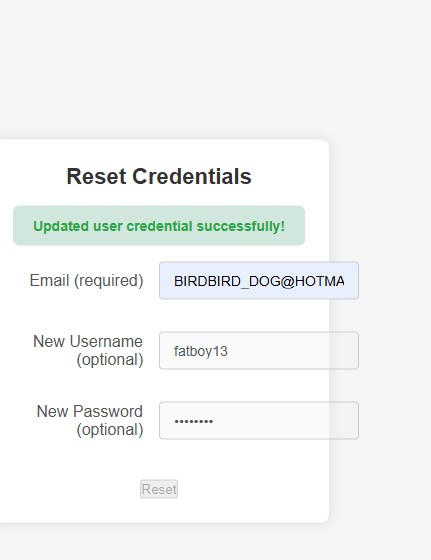 Reset Credentials
Updated user credential successfully!
Email (required)
BIRDBIRD_DOG@HOTMA
New Username
(optional)
fatboy13
New Password
(optional)
••••••••
Reset